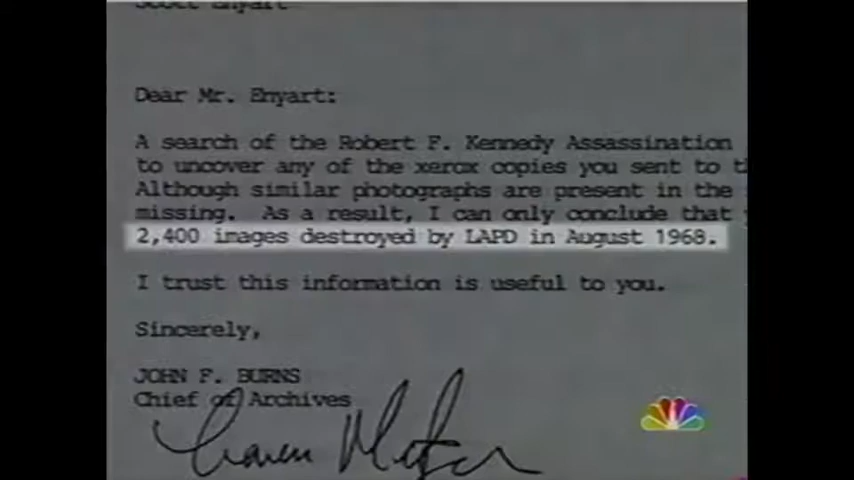 Scott Enyart
Dear Mr. Enyart:
A search of the Robert F. Kennedy Assassination
to uncover any of the xerox copies you sent to
Although similar photographs are present in the
missing. As a result, I can only conclude that
2,400 images destroyed by LAPD in August 1968.
I trust this information is useful to you.
Sincerely,
JOHN F. BURNS
Chief of Archives